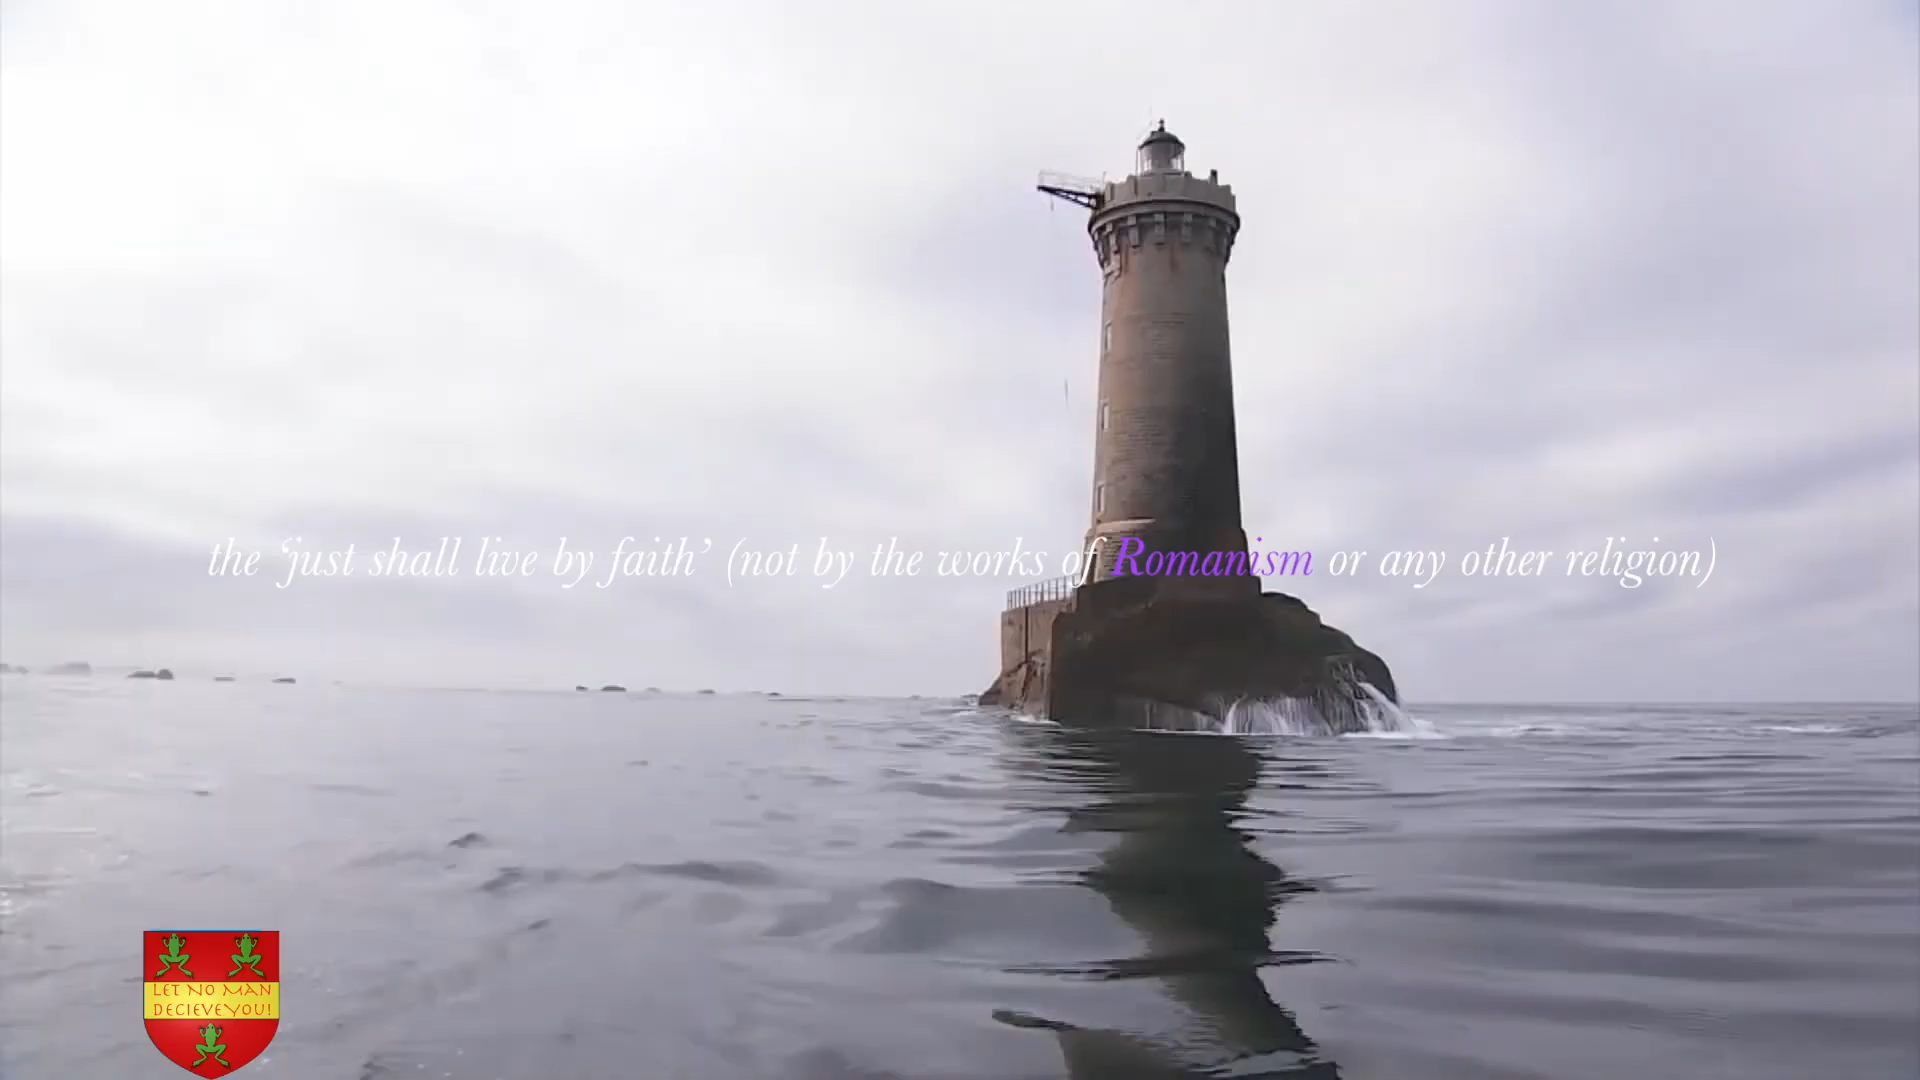 the ‘just shall live by faith’ (not by the works of Romanism or any other religion)
LET NO MAN
DECIEVE YOU!